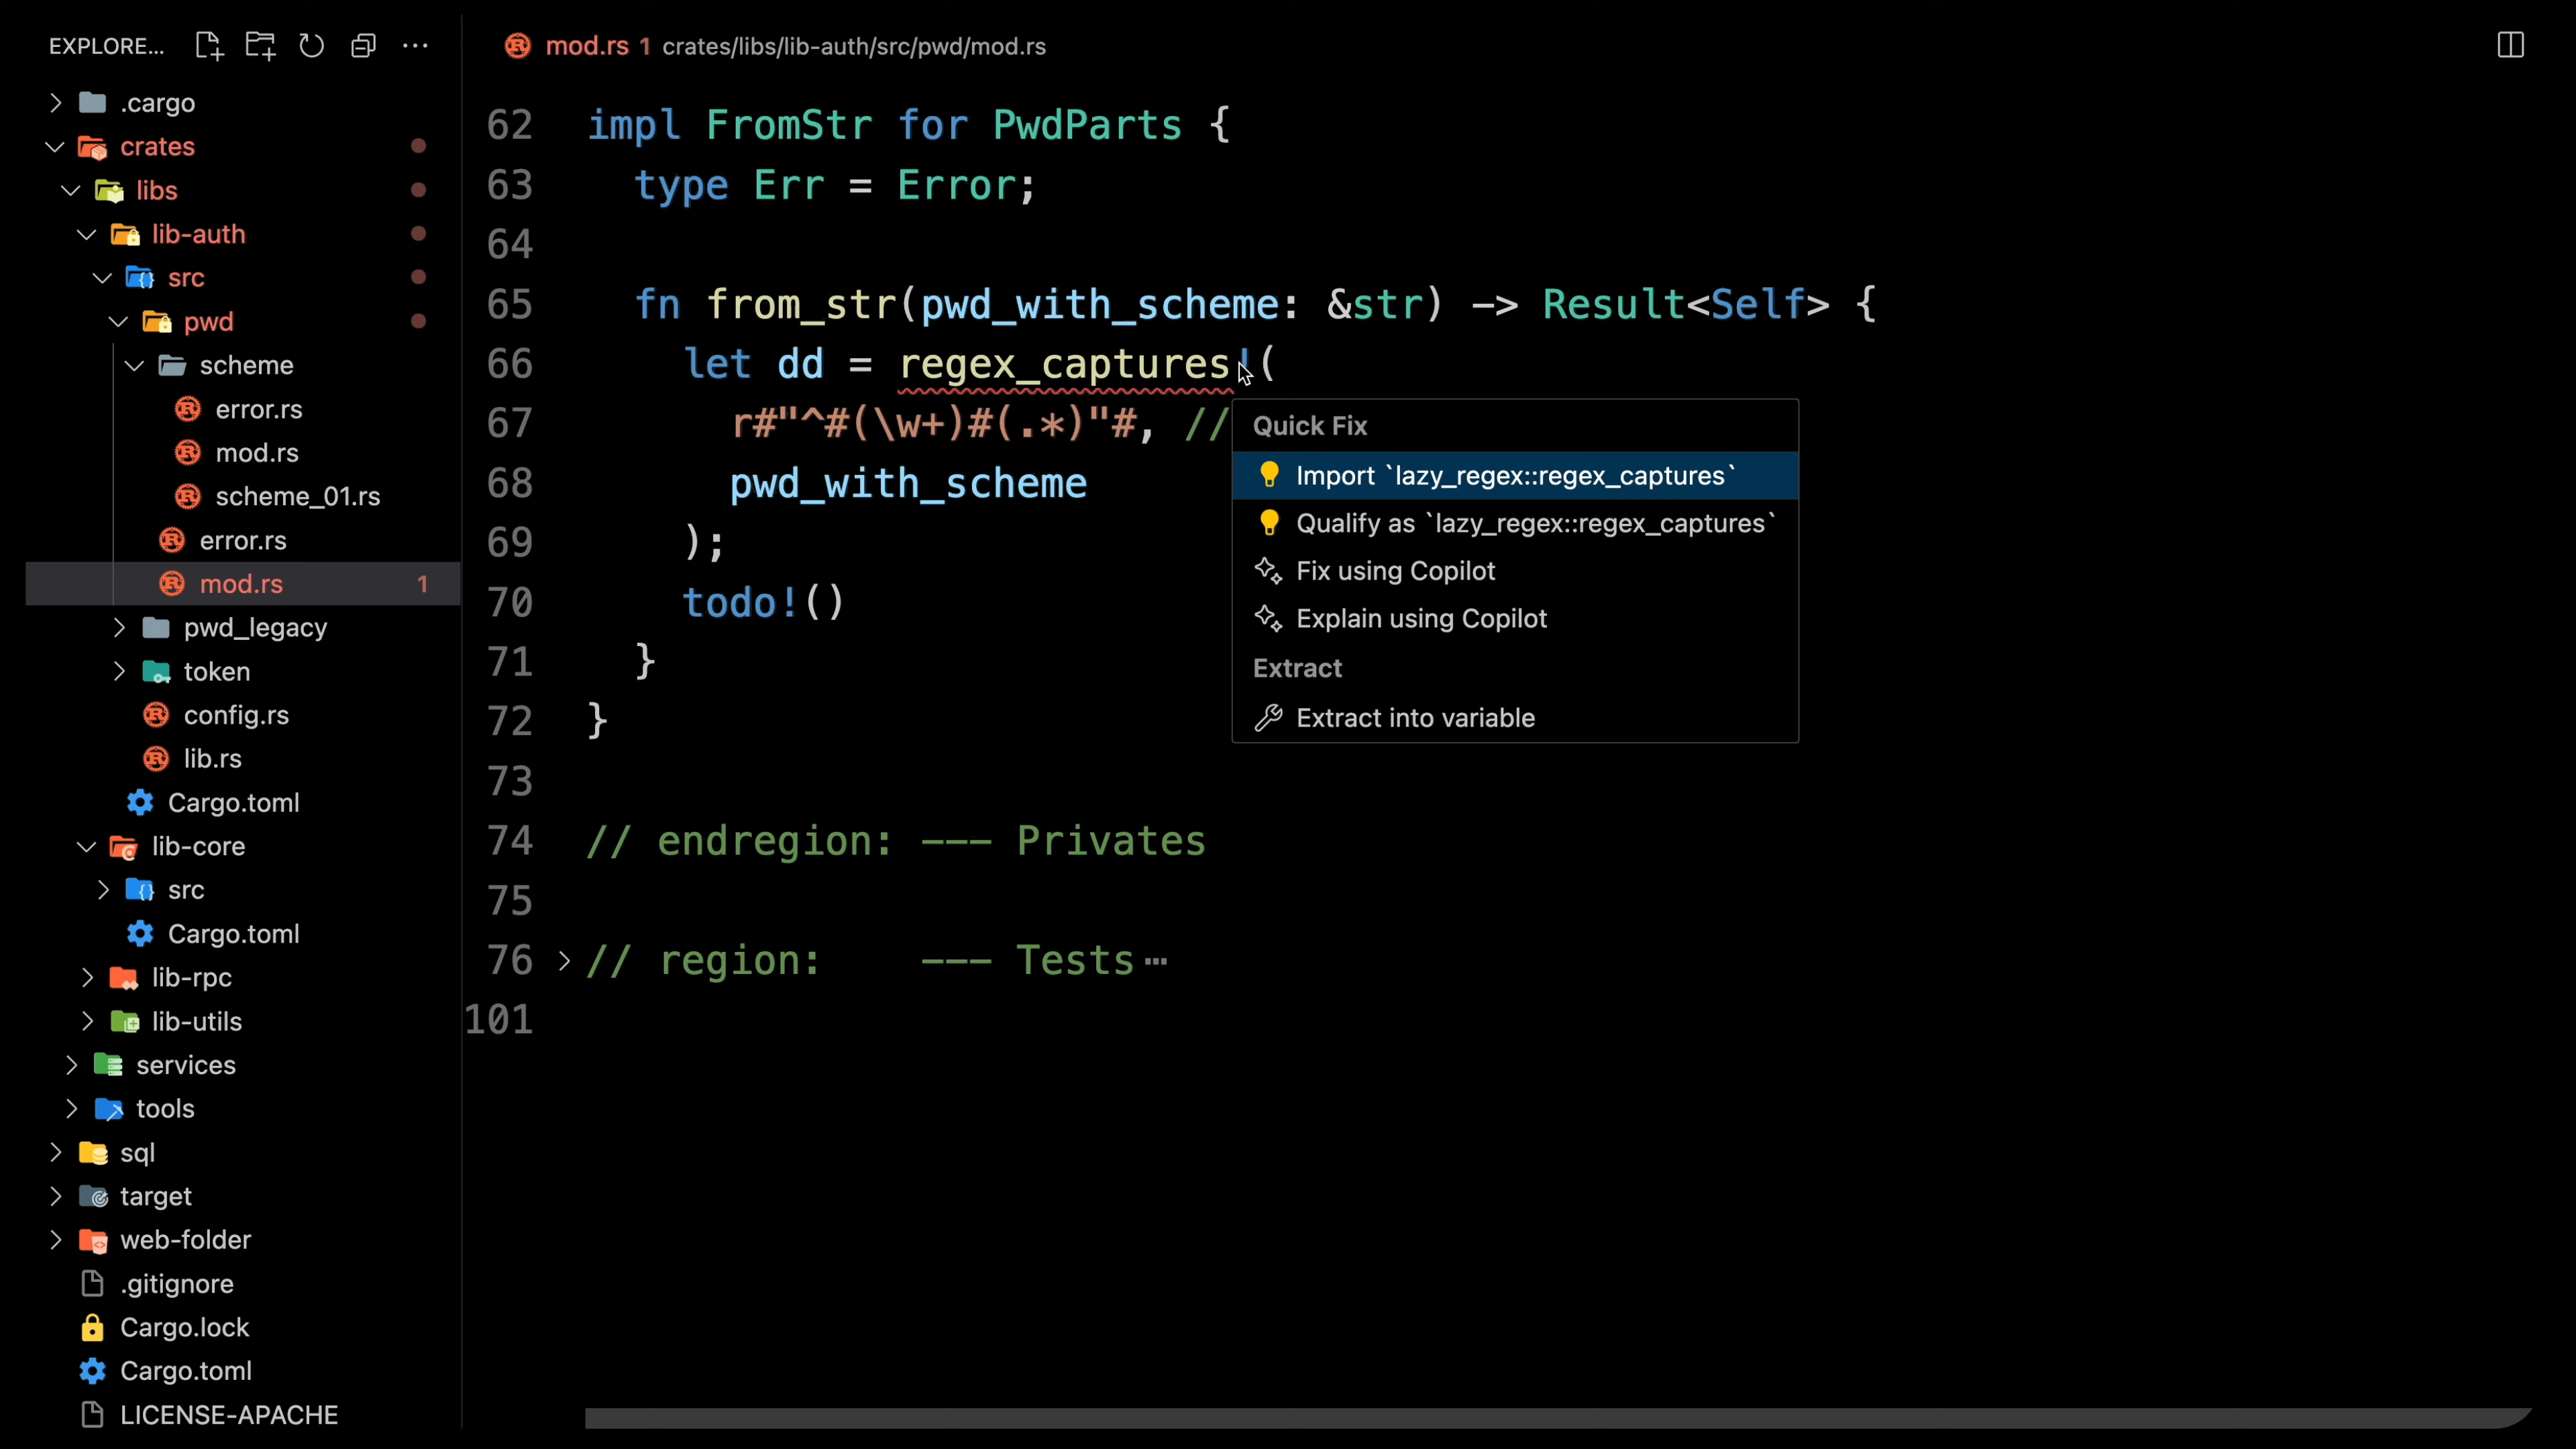 EXPLORE...
.cargo
crates
libs
lib-auth
src
pwd
scheme
error.rs
mod.rs
scheme_01.rs
error.rs
mod.rs 1
pwd_legacy
token
config.rs
lib.rs
Cargo.toml
lib-core
src
Cargo.toml
lib-rpc
lib-utils
services
tools
sql
target
web-folder
.gitignore
Cargo.lock
Cargo.toml
LICENSE-APACHE
mod.rs 1 crates/libs/lib-auth/src/pwd/mod.rs
62 impl FromStr for PwdParts {
63 type Err = Error;
64
65 fn from_str(pwd_with_scheme: &str) -> Result<Self> {
66 let dd = regex_captures!(
67 r#"^#(\w+)#(.*)"#, //
68 pwd_with_scheme
69 );
70 todo!()
71 }
72 }
73
74 // endregion: --- Privates
75
76 // region: --- Tests…
101
Quick Fix
Import `lazy_regex::regex_captures`
Qualify as `lazy_regex::regex_captures`
Fix using Copilot
Explain using Copilot
Extract
Extract into variable